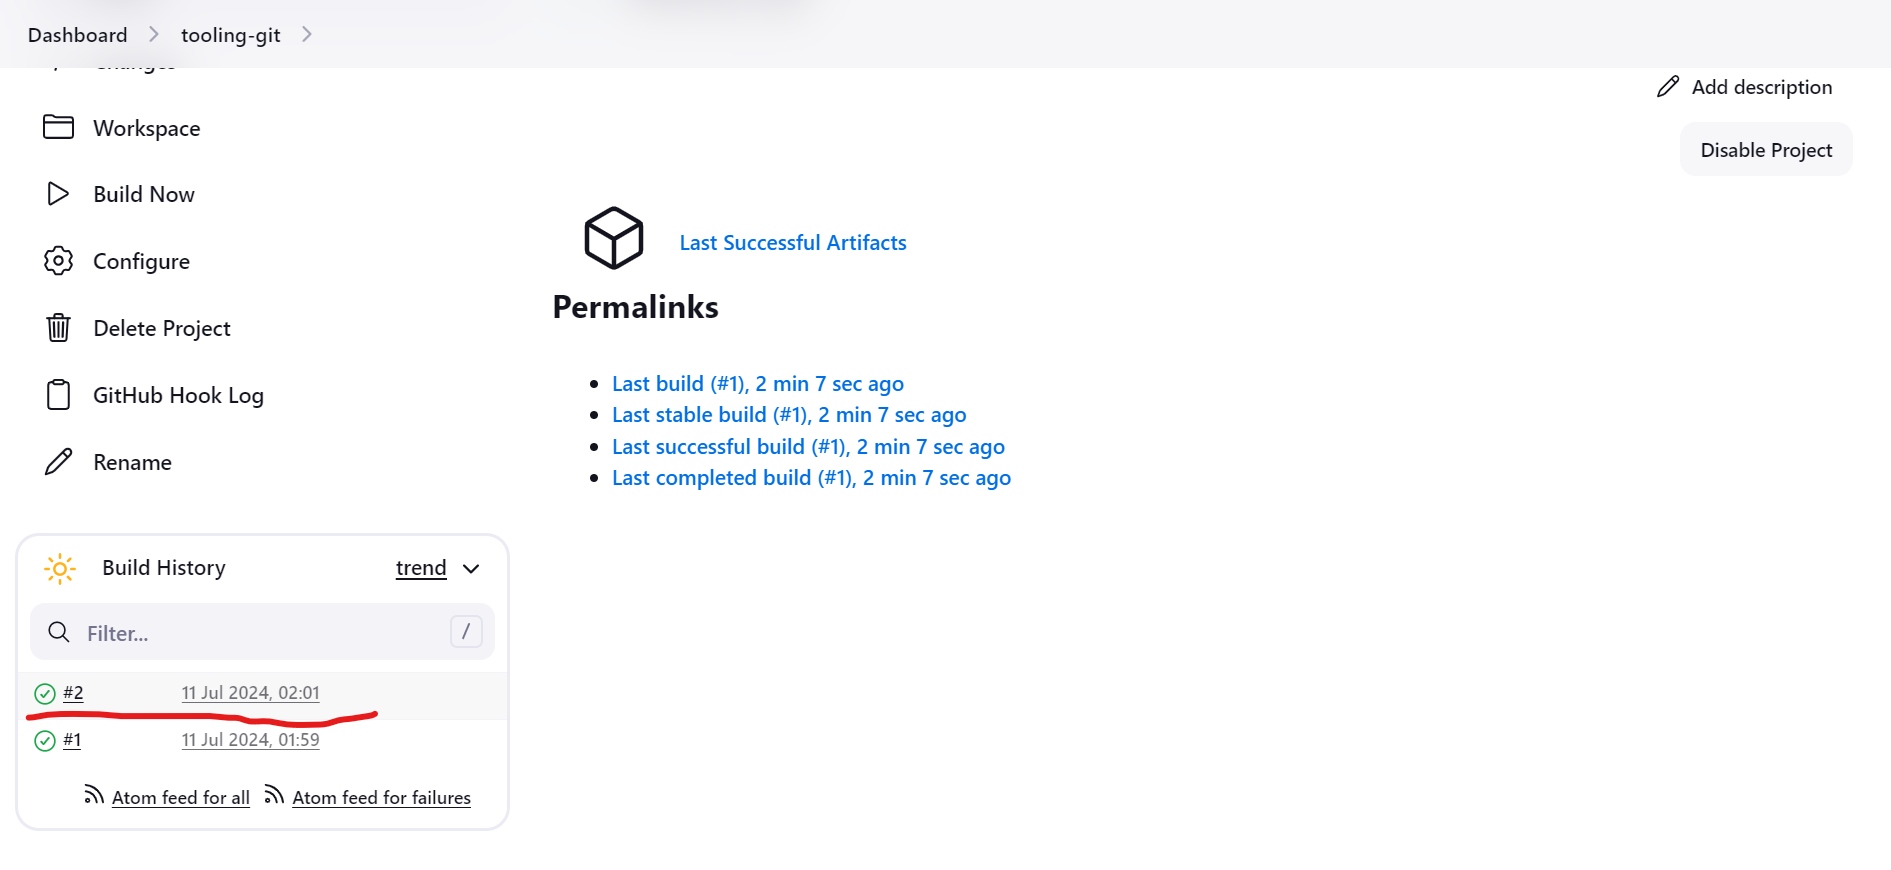 Dashboard > tooling-git >
Changes
Add description
Workspace
Disable Project
Build Now
Last Successful Artifacts
Configure
Permalinks
Delete Project
Last build (#1), 2 min 7 sec ago
GitHub Hook Log
Last stable build (#1), 2 min 7 sec ago
Last successful build (#1), 2 min 7 sec ago
Rename
Last completed build (#1), 2 min 7 sec ago
Build History trend
Filter... /
#2 11 Jul 2024, 02:01
#1 11 Jul 2024, 01:59
Atom feed for all Atom feed for failures